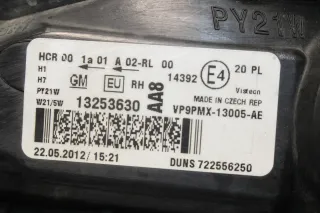 PY21W
HCR 00 1a 01 A 02-RL 00
H1
H7 GM EU RH 14392 E4 20 PL
PY21W Visteon
W21/5W 13253630 AA8 MADE IN CZECH REP
VP9PMX-13005-AE
22.05.2012/ 15:21 DUNS 722556250